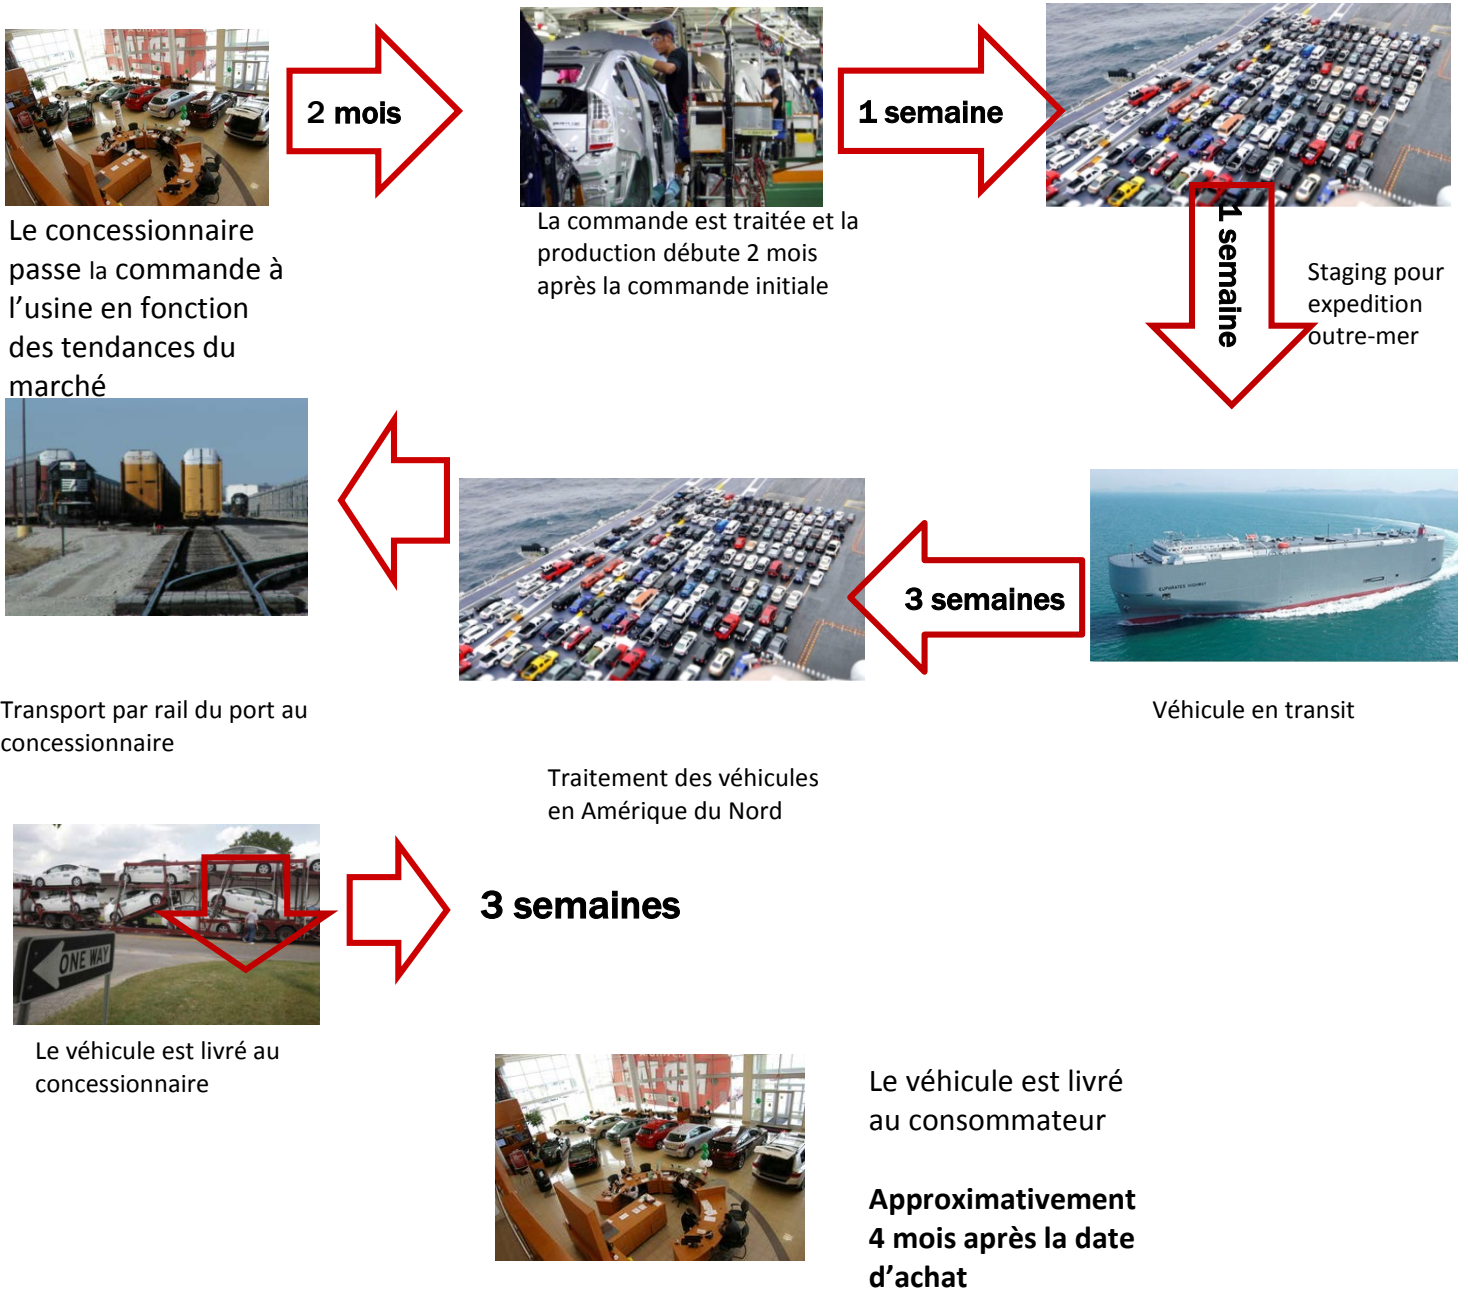 2 mois
1 semaine
Le concessionnaire
passe la commande à
l’usine en fonction
des tendances du
marché
La commande est traitée et la
production débute 2 mois
après la commande initiale
1 semaine
Staging pour
expedition
outre-mer
3 semaines
EUPHRATES HIGHWAY
Transport par rail du port au
concessionnaire
Véhicule en transit
Traitement des véhicules
en Amérique du Nord
3 semaines
ONE WAY
Le véhicule est livré au
concessionnaire
Le véhicule est livré
au consommateur
Approximativement
4 mois après la date
d’achat